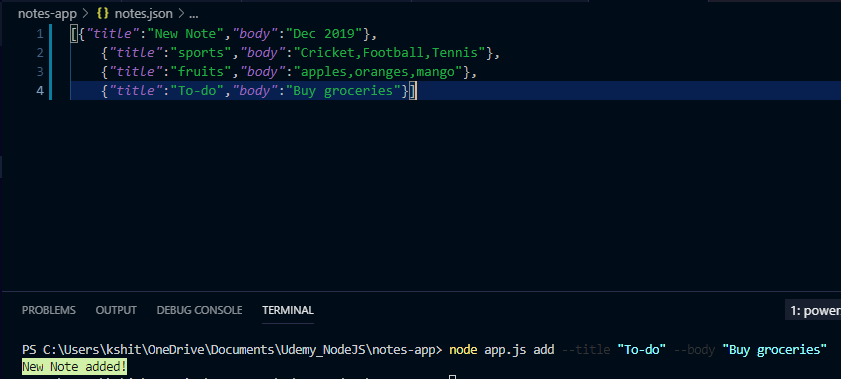 notes-app > {} notes.json > ...
1 [{"title":"New Note","body":"Dec 2019"},
2 {"title":"sports","body":"Cricket,Football,Tennis"},
3 {"title":"fruits","body":"apples,oranges,mango"},
4 {"title":"To-do","body":"Buy groceries"}]
PROBLEMS OUTPUT DEBUG CONSOLE TERMINAL 1: power
PS C:\Users\kshit\OneDrive\Documents\Udemy_NodeJS\notes-app> node app.js add --title "To-do" --body "Buy groceries"
New Note added!